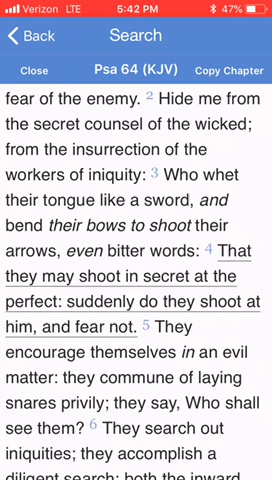 Verizon LTE 5:42 PM 47%
Back Search
Close Psa 64 (KJV) Copy Chapter
fear of the enemy. 2 Hide me from
the secret counsel of the wicked;
from the insurrection of the
workers of iniquity: 3 Who whet
their tongue like a sword, and
bend their bows to shoot their
arrows, even bitter words: 4 That
they may shoot in secret at the
perfect: suddenly do they shoot at
him, and fear not. 5 They
encourage themselves in an evil
matter: they commune of laying
snares privily; they say, Who shall
see them? 6 They search out
iniquities; they accomplish a
diligent search: both the inward